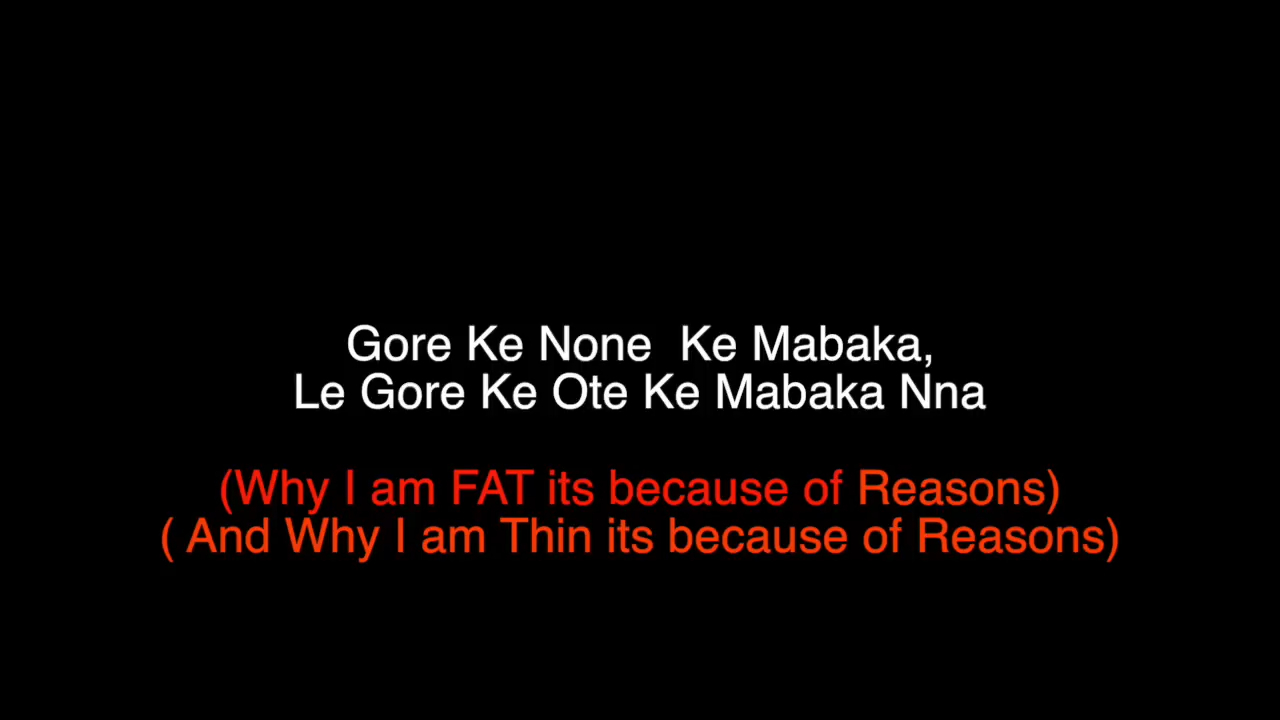 Gore Ke None  Ke Mabaka,
Le Gore Ke Ote Ke Mabaka Nna
(Why I am FAT its because of Reasons)
( And Why I am Thin its because of Reasons)